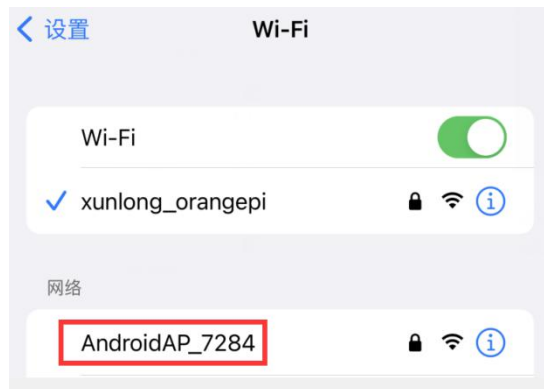 设置
Wi-Fi
Wi-Fi
xunlong_orangepi
网络
AndroidAP_7284